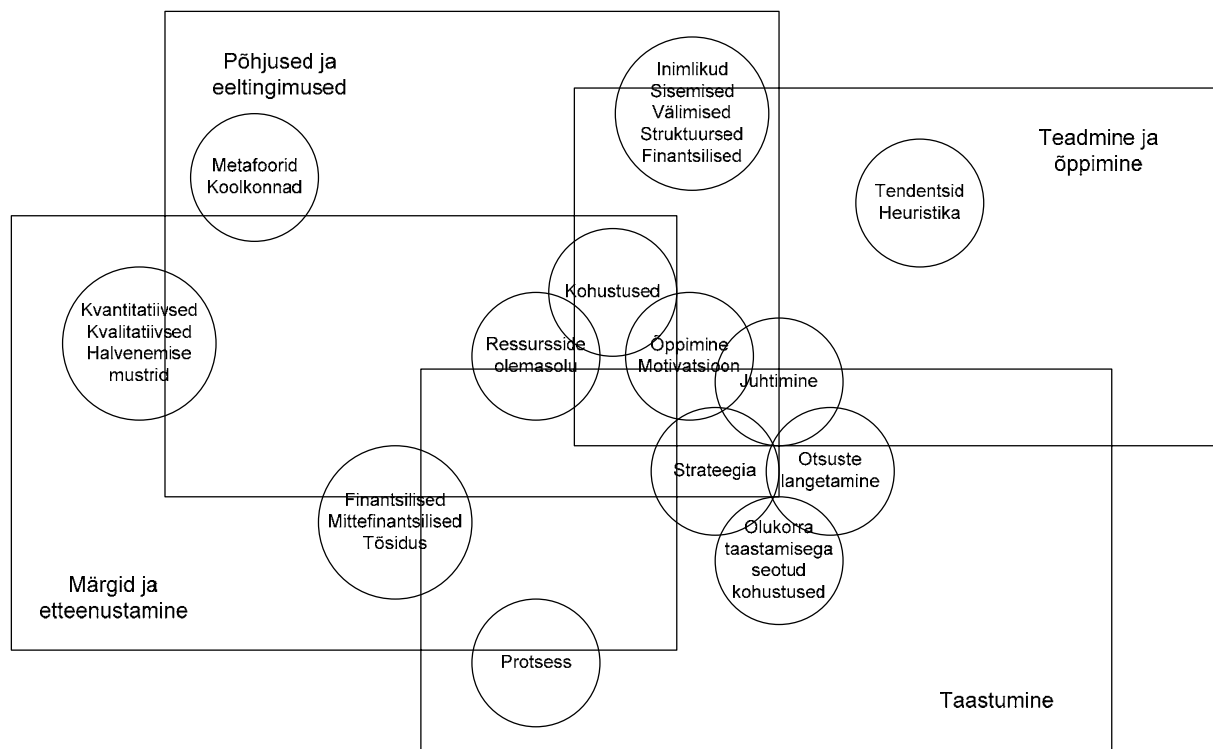 Põhjused ja
eeltingimused
Inimlikud
Sisemised
Välimised
Struktuursed
Finantsilised
Teadmine ja
õppimine
Metafoorid
Koolkonnad
Tendentsid
Heuristika
Kohustused
Kvantitatiivsed
Kvalitatiivsed
Halvenemise
mustrid
Ressursside
olemasolu
Õppimine
Motivatsioon
Juhtimine
Strateegia
Otsuste
langetamine
Finantsilised
Mittefinantsilised
Tõsidus
Olukorra
taastamisega
seotud
kohustused
Märgid ja
etteenustamine
Protsess
Taastumine